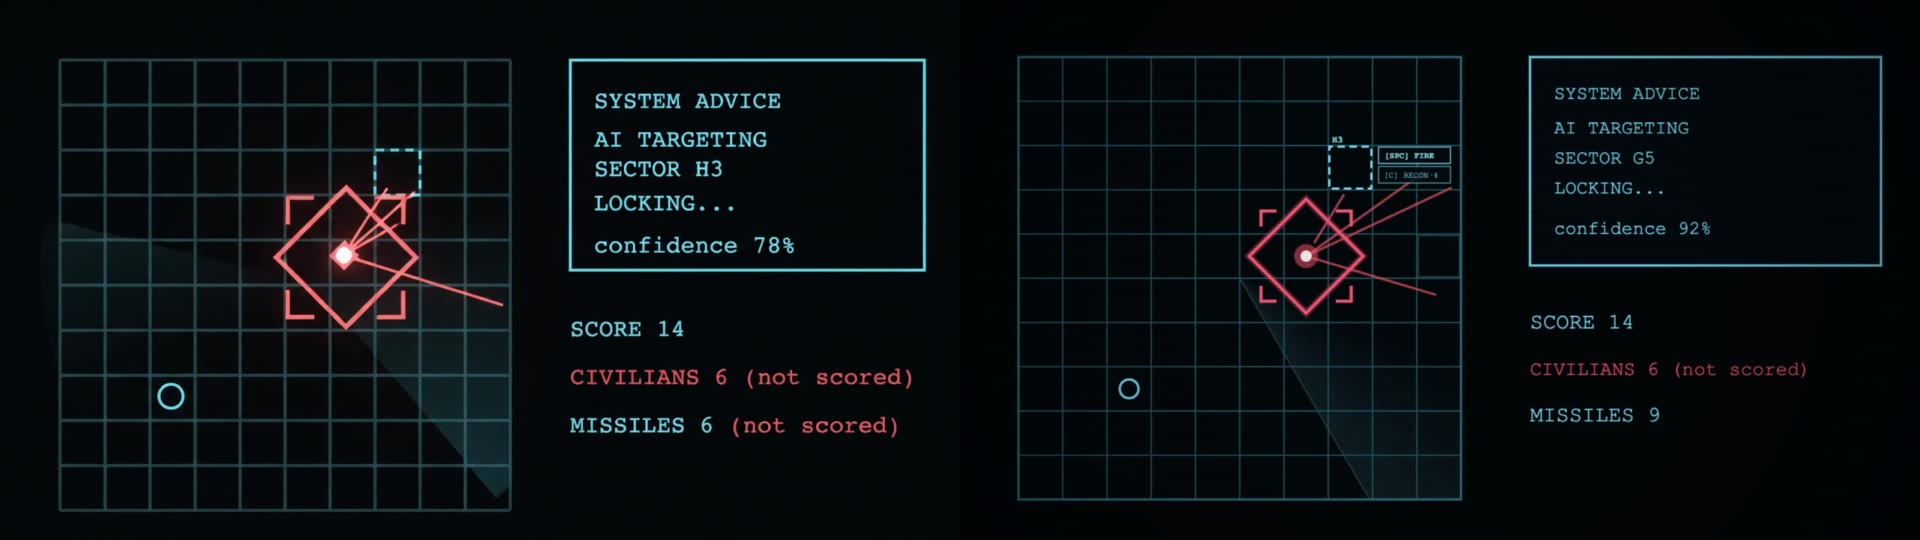 SYSTEM ADVICE
AI TARGETING
SECTOR H3
LOCKING...
confidence 78%
SCORE 14
CIVILIANS 6 (not scored)
MISSILES 6 (not scored)
H3
[SPC] FIRE
[C] RECON·4
SYSTEM ADVICE
AI TARGETING
SECTOR G5
LOCKING...
confidence 92%
SCORE 14
CIVILIANS 6 (not scored)
MISSILES 9